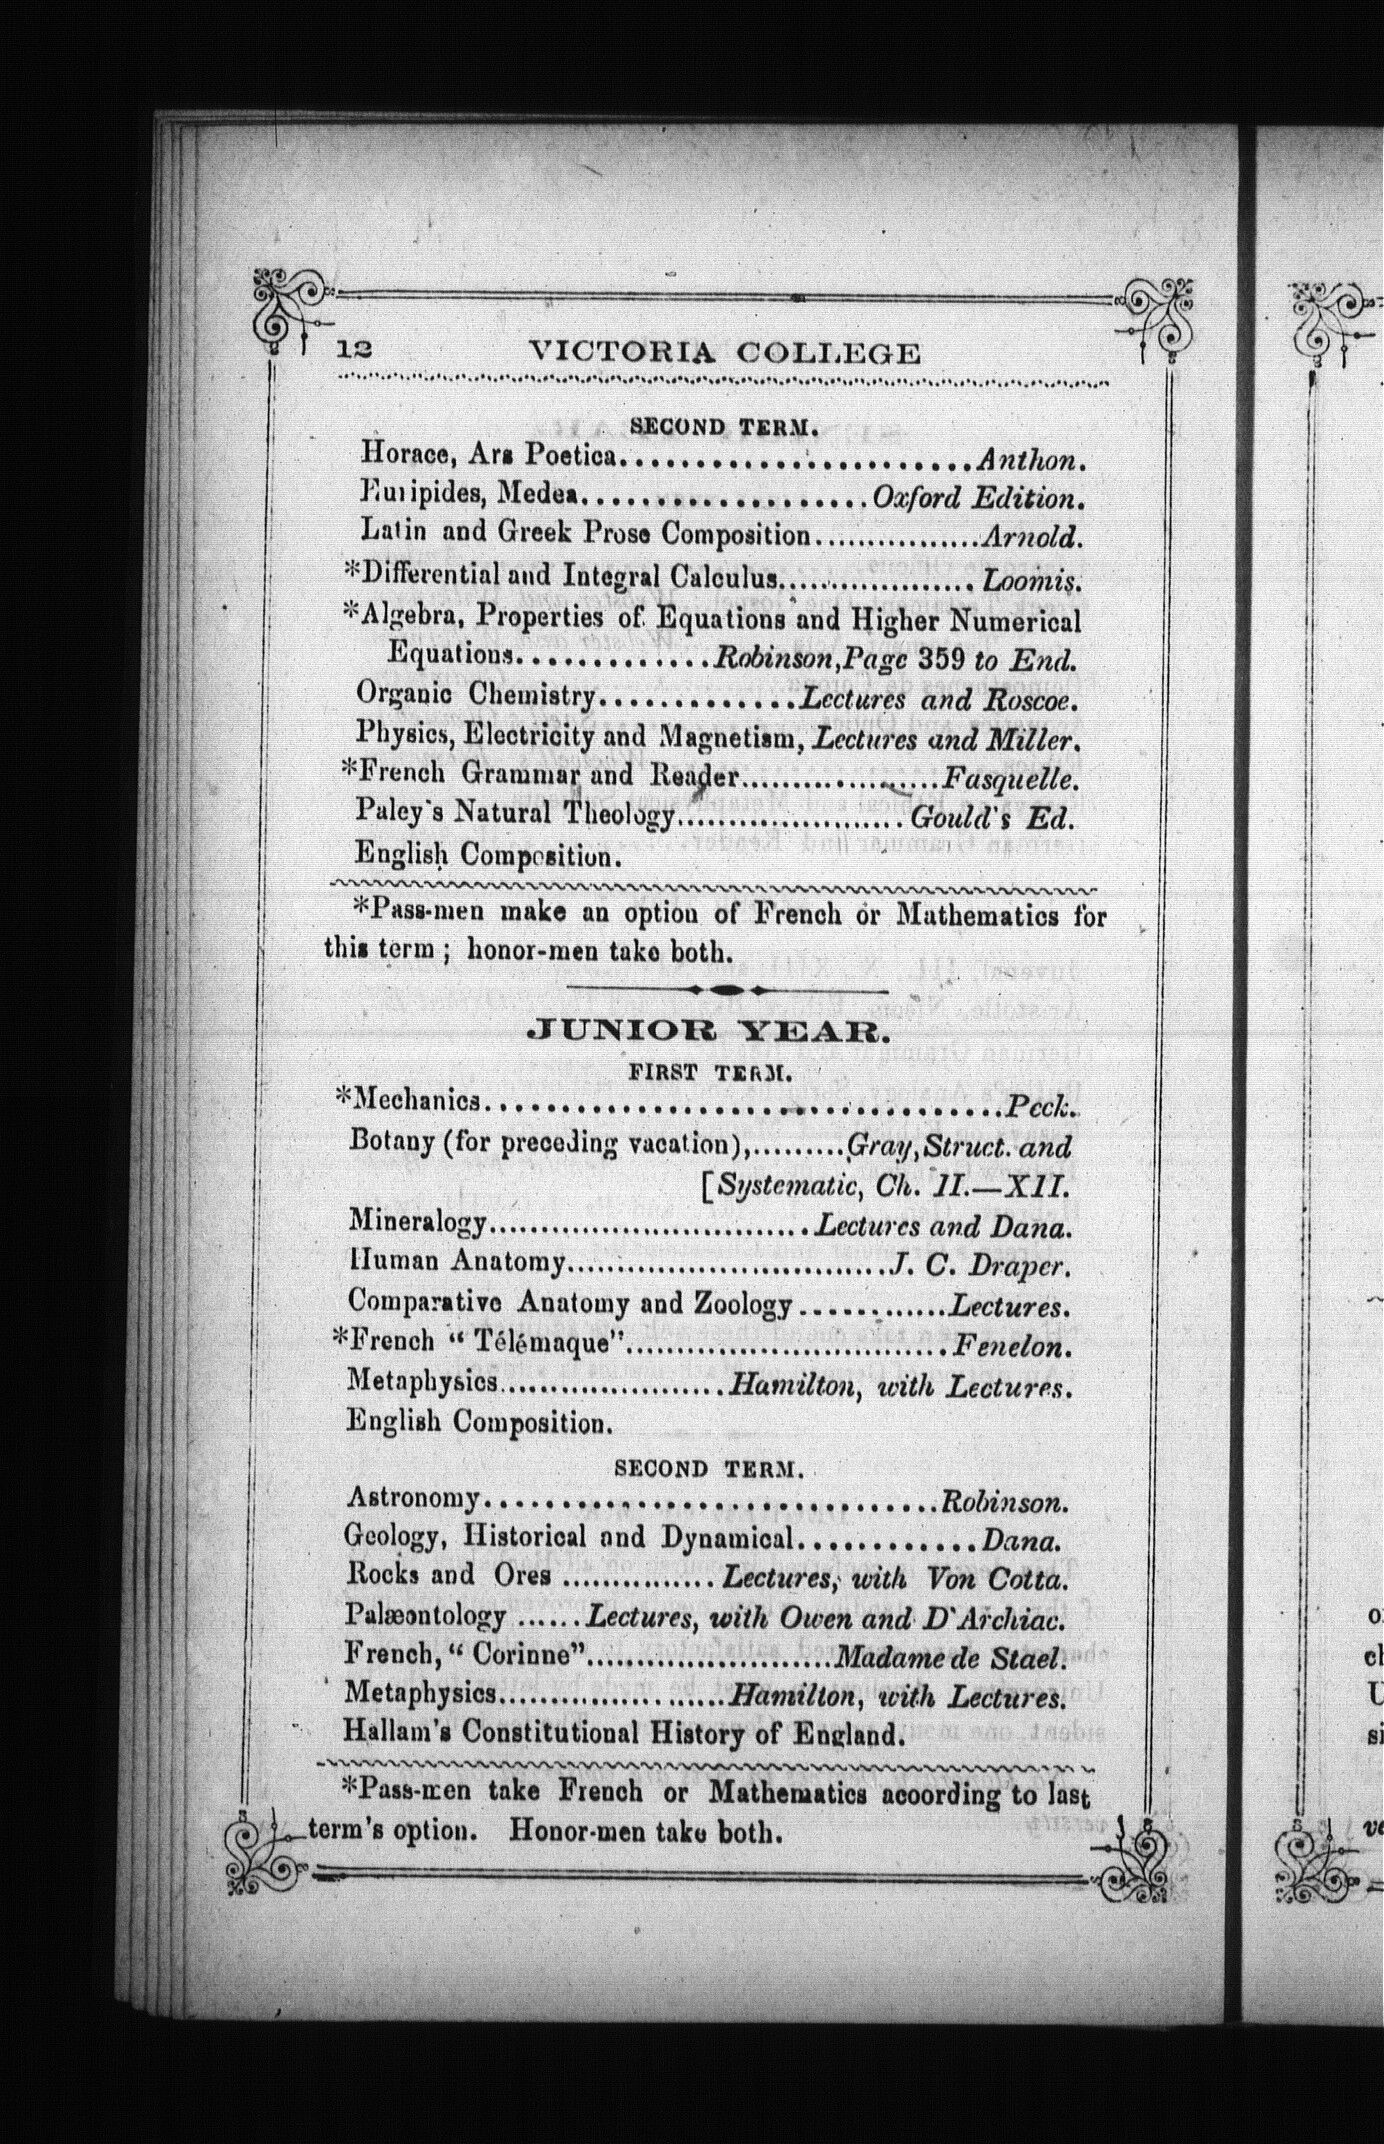 12 VICTORIA COLLEGE
SECOND TERM.
Horace, Ars Poetica.......................Anthon.
Euripides, Medea...................Oxford Edition.
Latin and Greek Prose Composition................Arnold.
*Differential and Integral Calculus...................Loomis.
*Algebra, Properties of Equations and Higher Numerical
Equations.............Robinson, Page 359 to End.
Organic Chemistry.............Lectures and Roscoe.
Physics, Electricity and Magnetism, Lectures and Miller.
*French Grammar and Reader....................Fasquelle.
Paley's Natural Theology......................Gould's Ed.
English Composition.
*Pass-men make an option of French or Mathematics for
this term; honor-men take both.
JUNIOR YEAR.
FIRST TERM.
*Mechanics..................................Peck.
Botany (for preceding vacation),.........Gray, Struct. and
[Systematic, Ch. II.—XII.
Mineralogy................................Lectures and Dana.
Human Anatomy................................J. C. Draper.
Comparative Anatomy and Zoology............Lectures.
*French "Télémaque"................................Fenelon.
Metaphysics......................Hamilton, with Lectures.
English Composition.
SECOND TERM.
Astronomy..............................Robinson.
Geology, Historical and Dynamical............Dana.
Rocks and Ores ...............Lectures, with Von Cotta.
Palæontology ......Lectures, with Owen and D'Archiac.
French, "Corinne"........................Madame de Stael.
Metaphysics.......................Hamilton, with Lectures.
Hallam's Constitutional History of England.
*Pass-men take French or Mathematics according to last
term's option. Honor-men take both.